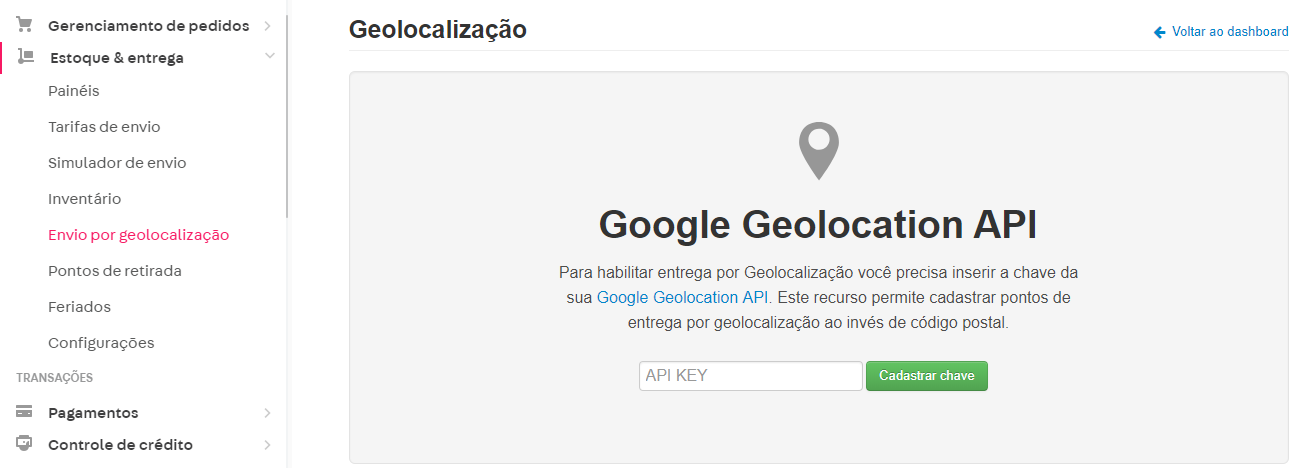 Gerenciamento de pedidos
Estoque & entrega
Painéis
Tarifas de envio
Simulador de envio
Inventário
Envio por geolocalização
Pontos de retirada
Feriados
Configurações
TRANSAÇÕES
Pagamentos
Controle de crédito
Geolocalização
Voltar ao dashboard
Google Geolocation API
Para habilitar entrega por Geolocalização você precisa inserir a chave da
sua Google Geolocation API. Este recurso permite cadastrar pontos de
entrega por geolocalização ao invés de código postal.
API KEY
Cadastrar chave